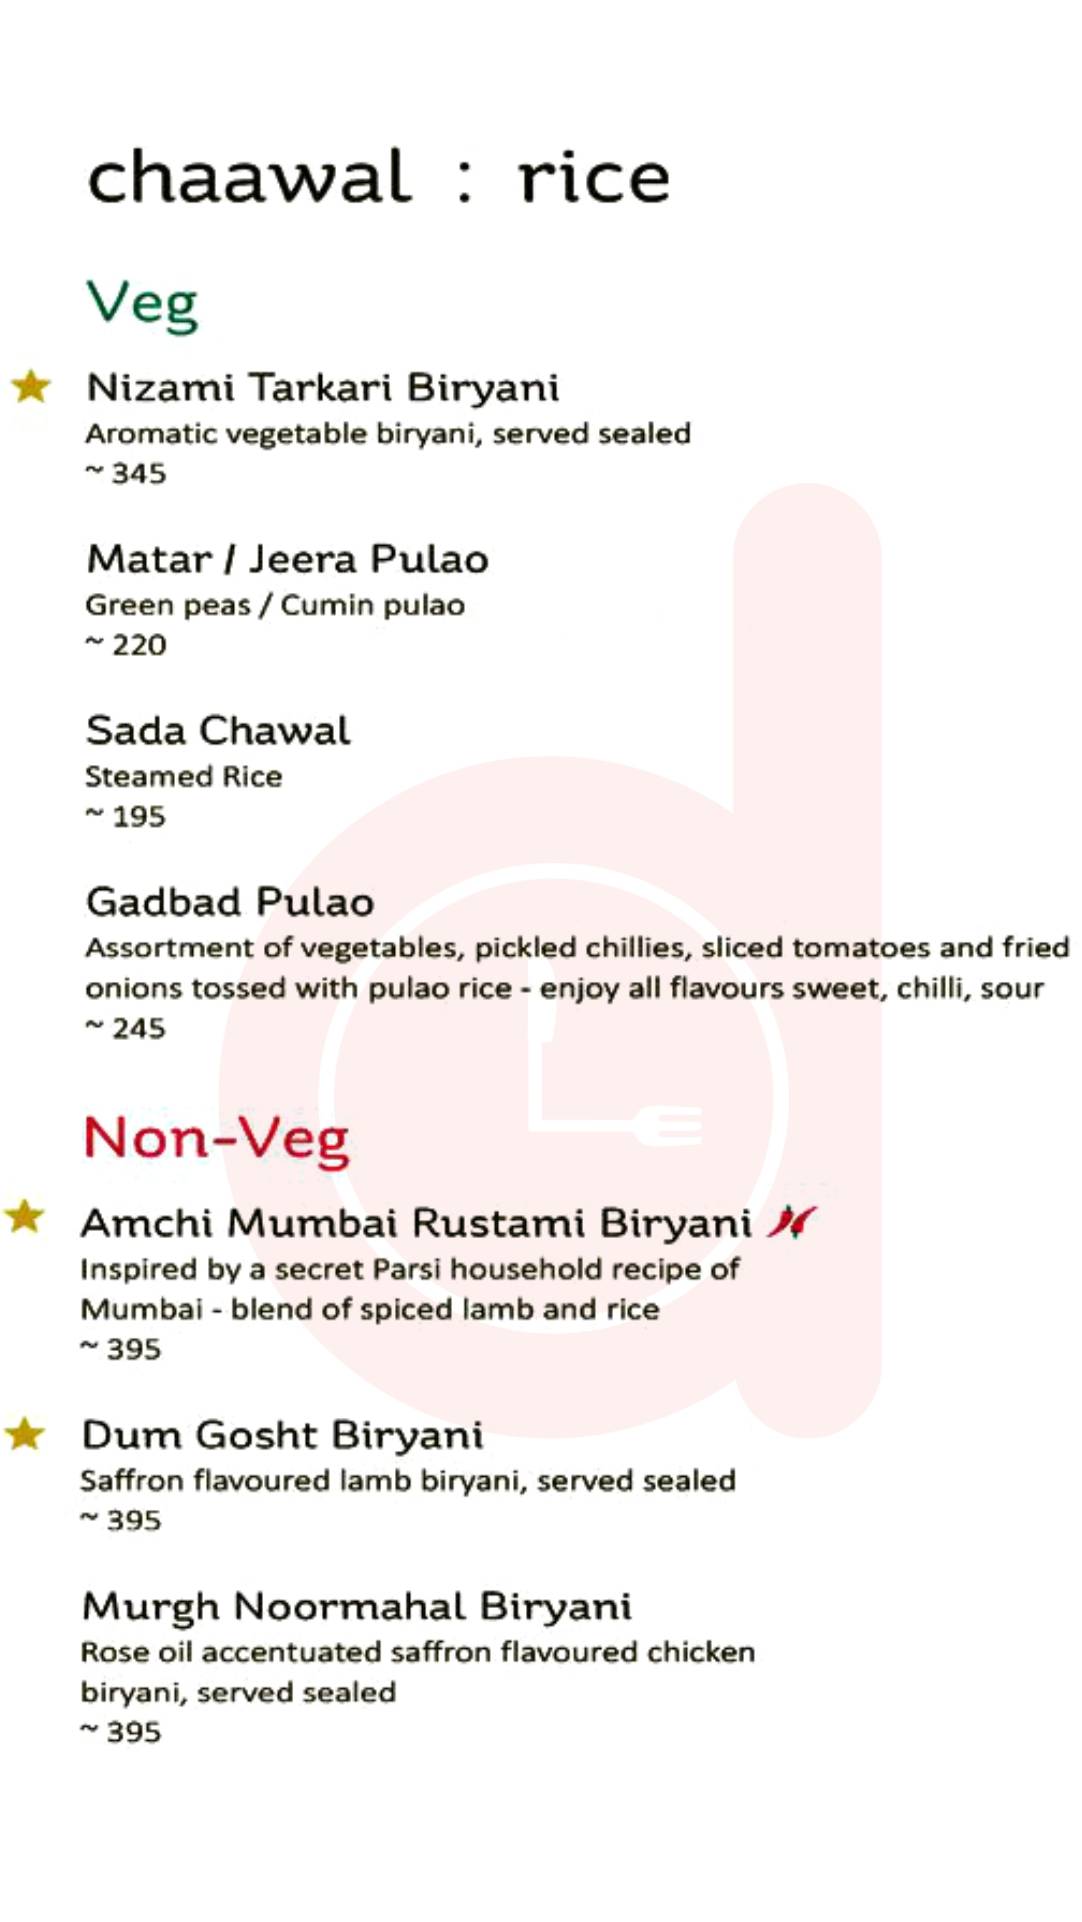 chaawal : rice
Veg
Nizami Tarkari Biryani
Aromatic vegetable biryani, served sealed
~ 345
Matar / Jeera Pulao
Green peas / Cumin pulao
~ 220
Sada Chawal
Steamed Rice
~ 195
Gadbad Pulao
Assortment of vegetables, pickled chillies, sliced tomatoes and fried
onions tossed with pulao rice - enjoy all flavours sweet, chilli, sour
~ 245
Non-Veg
Amchi Mumbai Rustami Biryani
Inspired by a secret Parsi household recipe of
Mumbai - blend of spiced lamb and rice
~ 395
Dum Gosht Biryani
Saffron flavoured lamb biryani, served sealed
~ 395
Murgh Noormahal Biryani
Rose oil accentuated saffron flavoured chicken
biryani, served sealed
~ 395